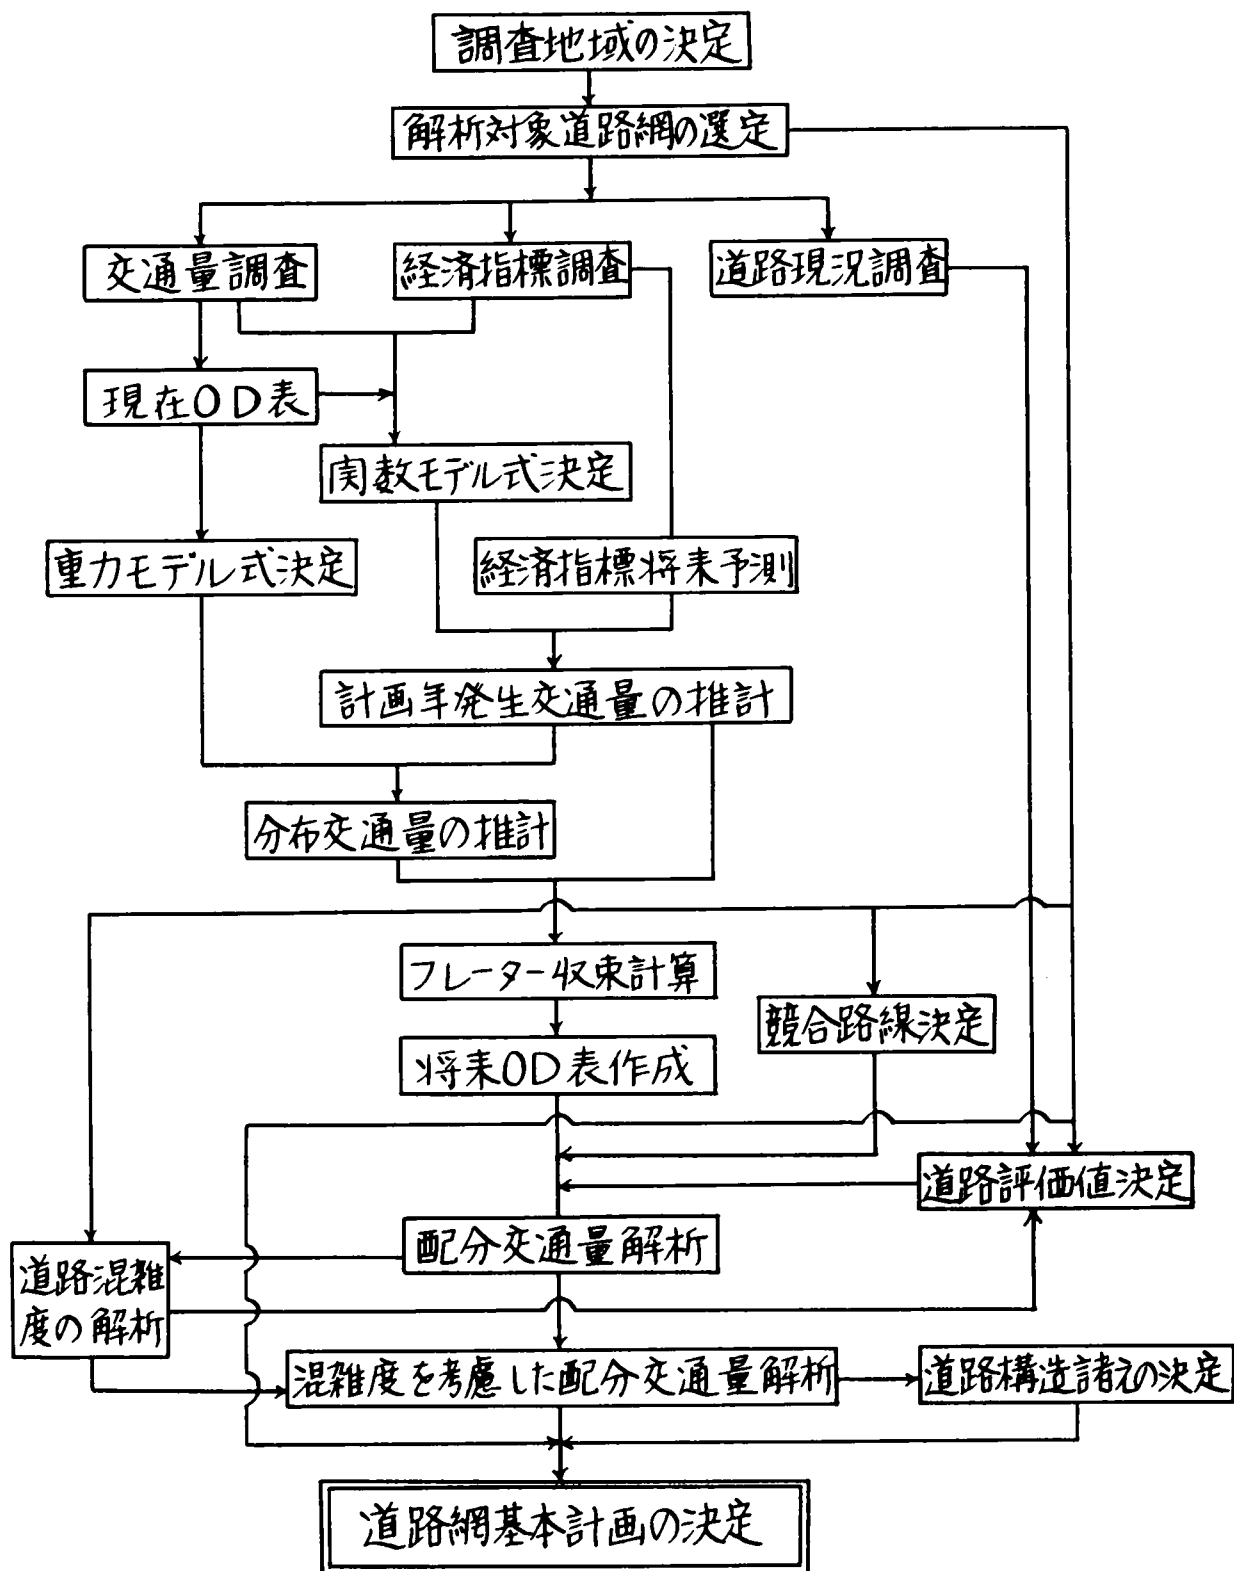 調査地域の決定
解析対象道路網の選定
交通量調査
経済指標調査
道路現況調査
現在OD表
関数モデル式決定
重力モデル式決定
経済指標将来予測
計画年発生交通量の推計
分布交通量の推計
フレーター収束計算
競合路線決定
将来OD表作成
道路評価値決定
配分交通量解析
道路混雑
度の解析
混雑度を考慮した配分交通量解析
道路構造諸元の決定
道路網基本計画の決定